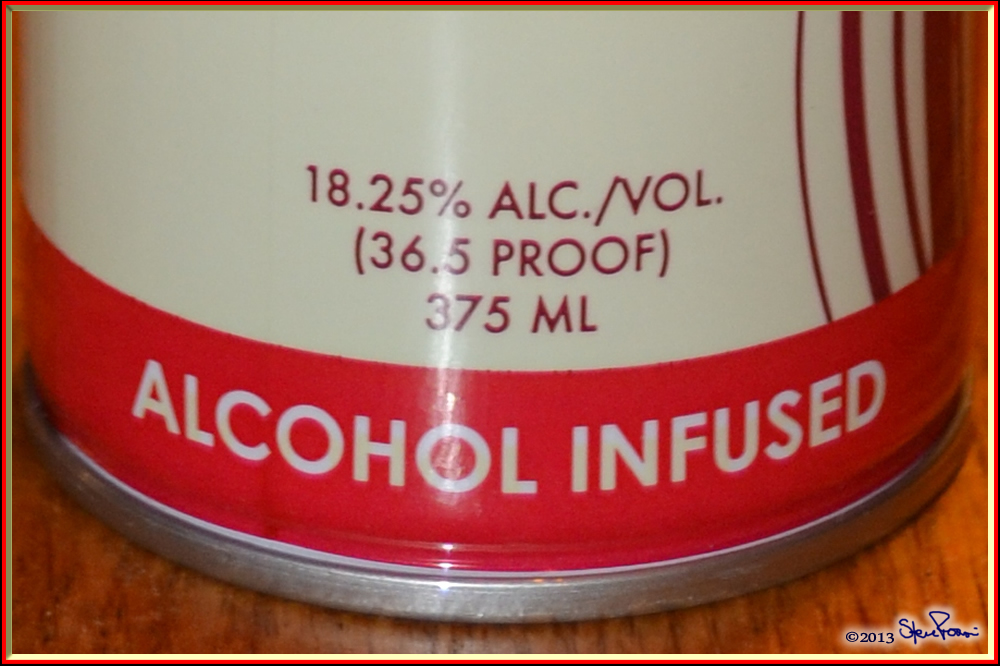 18.25% ALC./VOL.
(36.5 PROOF)
375 ML
ALCOHOL INFUSED
©2013